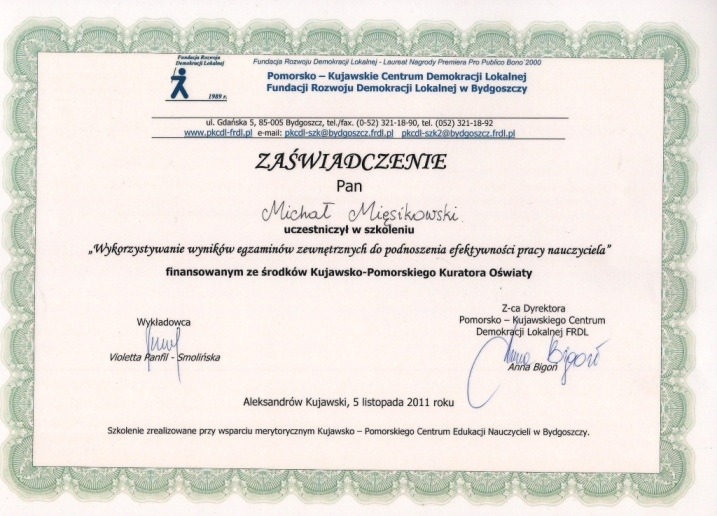 Fundacja Rozwoju
Demokracji Lokalnej
1989 r.
Fundacja Rozwoju Demokracji Lokalnej - Laureat Nagrody Premiera Pro Publico Bono`2000
Pomorsko – Kujawskie Centrum Demokracji Lokalnej
Fundacji Rozwoju Demokracji Lokalnej w Bydgoszczy
ul. Gdańska 5, 85-005 Bydgoszcz, tel./fax. (0-52) 321-18-90, tel. (052) 321-18-92
www.pkcdl-frdl.pl e-mail: pkcdl-szk@bydgoszcz.frdl.pl pkcdl-szk2@bydgoszcz.frdl.pl
ZAŚWIADCZENIE
Pan
Michał Mięsikowski
uczestniczył w szkoleniu
„Wykorzystywanie wyników egzaminów zewnętrznych do podnoszenia efektywności pracy nauczyciela”
finansowanym ze środków Kujawsko-Pomorskiego Kuratora Oświaty
Wykładowca
Violetta Panfil - Smolińska
Z-ca Dyrektora
Pomorsko – Kujawskiego Centrum
Demokracji Lokalnej FRDL
Anna Bigoń
Anna Bigoń
Aleksandrów Kujawski, 5 listopada 2011 roku
Szkolenie zrealizowane przy wsparciu merytorycznym Kujawsko – Pomorskiego Centrum Edukacji Nauczycieli w Bydgoszczy.